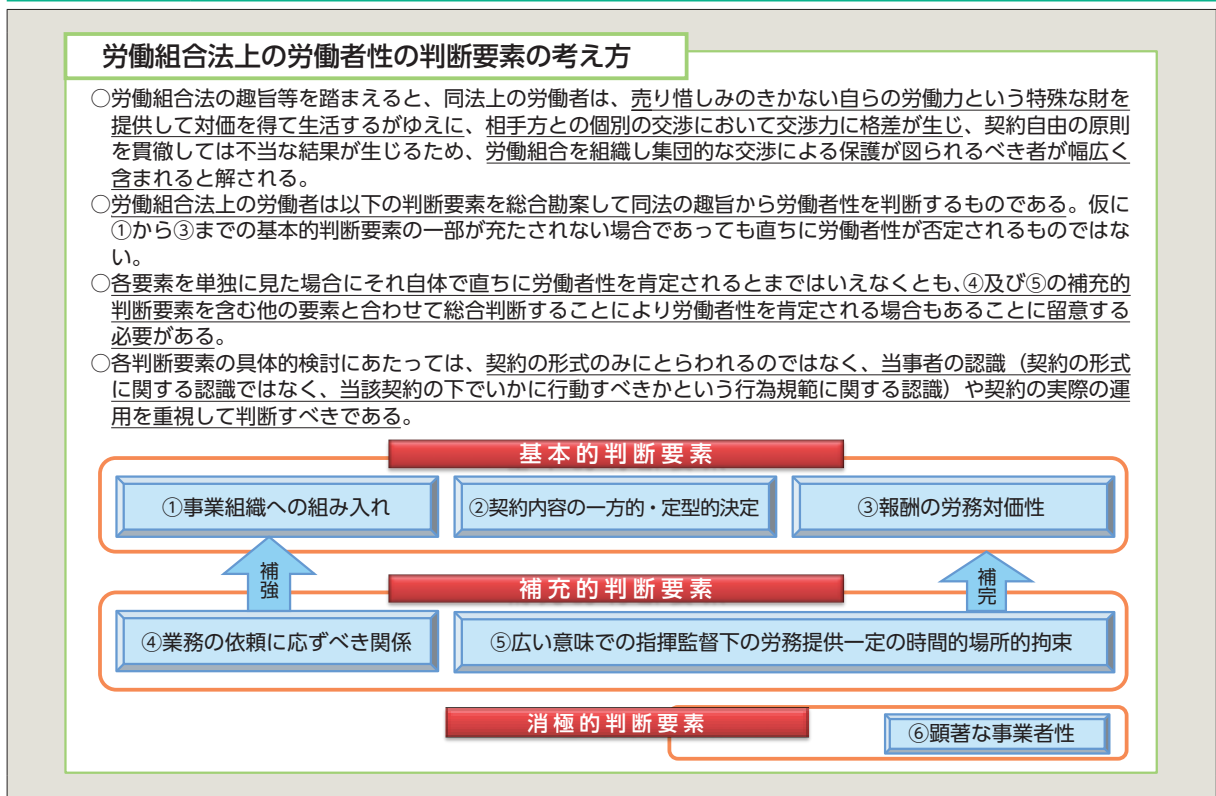 労働組合法上の労働者性の判断要素の考え方
○労働組合法の趣旨等を踏まえると、同法上の労働者は、売り惜しみのきかない自らの労働力という特殊な財を
提供して対価を得て生活するがゆえに、相手方との個別の交渉において交渉力に格差が生じ、契約自由の原則
を貫徹しては不当な結果が生じるため、労働組合を組織し集団的な交渉による保護が図られるべき者が幅広く
含まれると解される。
○労働組合法上の労働者は以下の判断要素を総合勘案して同法の趣旨から労働者性を判断するものである。仮に
①から③までの基本的判断要素の一部が充たされない場合であっても直ちに労働者性が否定されるものではな
い。
○各要素を単独に見た場合にそれ自体で直ちに労働者性を肯定されるとまではいえなくとも、④及び⑤の補充的
判断要素を含む他の要素と合わせて総合判断することにより労働者性を肯定される場合もあることに留意する
必要がある。
○各判断要素の具体的検討にあたっては、契約の形式のみにとらわれるのではなく、当事者の認識（契約の形式
に関する認識ではなく、当該契約の下でいかに行動すべきかという行為規範に関する認識）や契約の実際の運
用を重視して判断すべきである。
基本的判断要素
①事業組織への組み入れ
②契約内容の一方的・定型的決定
③報酬の労務対価性
補強
補完
補充的判断要素
④業務の依頼に応ずべき関係
⑤広い意味での指揮監督下の労務提供一定の時間的場所的拘束
消極的判断要素
⑥顕著な事業者性